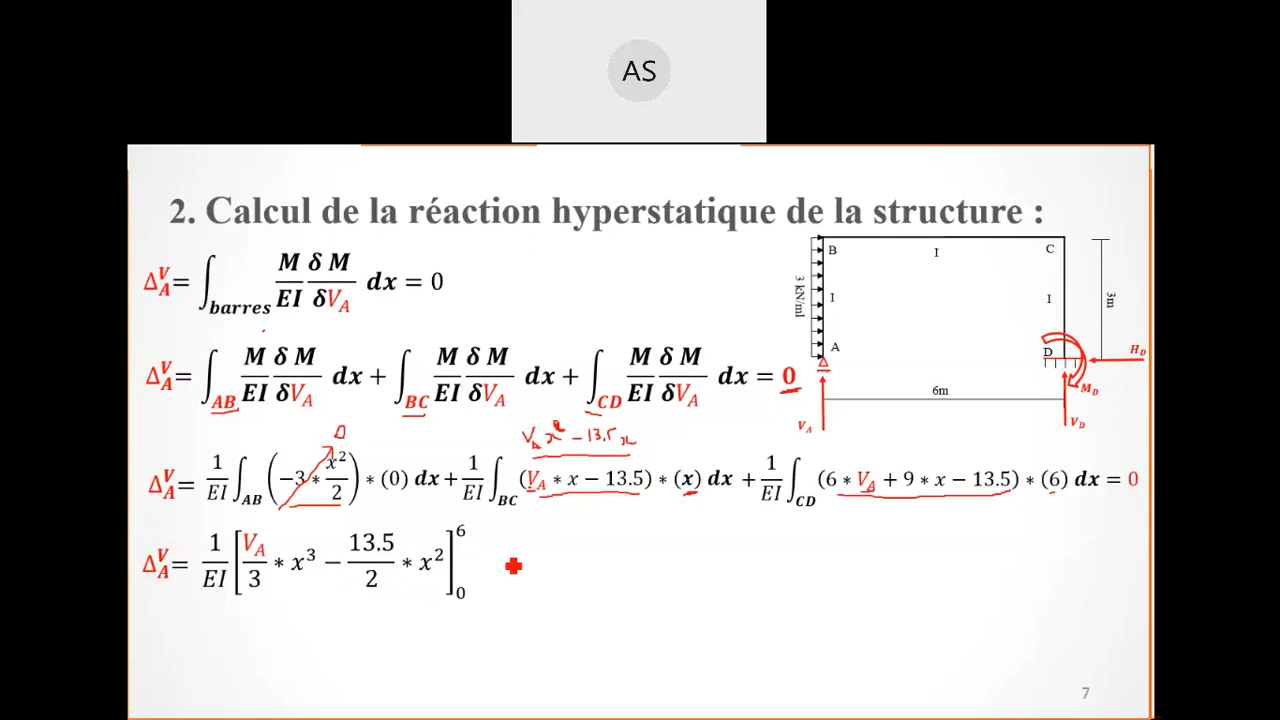 AS
2. Calcul de la réaction hyperstatique de la structure :
Δ_A^V = ∫_barres M/EI δM/δV_A dx = 0
Δ_A^V = ∫_AB M/EI δM/δV_A dx + ∫_BC M/EI δM/δV_A dx + ∫_CD M/EI δM/δV_A dx = 0
V_A x² - 13.5 x
Δ_A^V = 1/EI ∫_AB (-3 * x²/2) * (0) dx + 1/EI ∫_BC (V_A * x - 13.5) * (x) dx + 1/EI ∫_CD (6 * V_A + 9 * x - 13.5) * (6) dx = 0
Δ_A^V = 1/EI [V_A/3 * x³ - 13.5/2 * x²]_0^6
B I C
3 kN/ml I I 3m
A D H_D
M_D
6m
V_A V_D
7